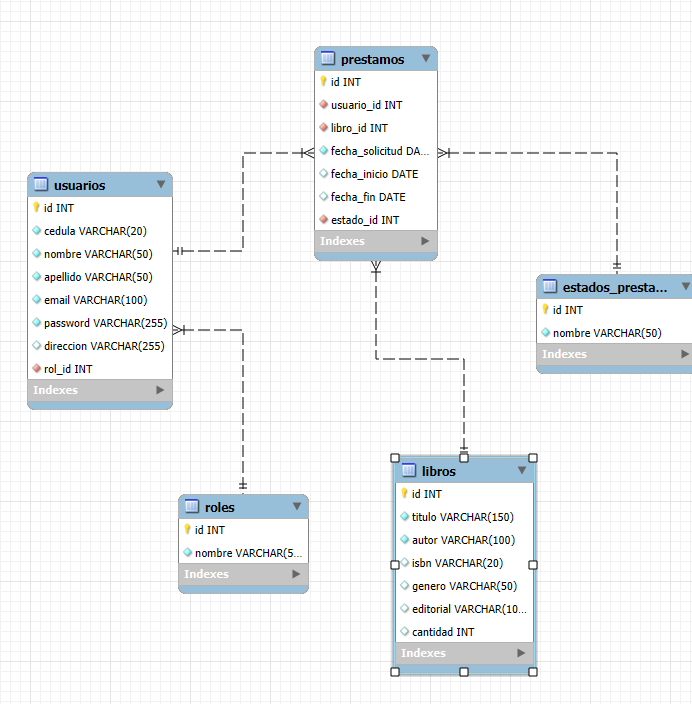 prestamos
id INT
usuario_id INT
libro_id INT
fecha_solicitud DA...
fecha_inicio DATE
fecha_fin DATE
estado_id INT
Indexes
usuarios
id INT
cedula VARCHAR(20)
nombre VARCHAR(50)
apellido VARCHAR(50)
email VARCHAR(100)
password VARCHAR(255)
direccion VARCHAR(255)
rol_id INT
Indexes
estados_presta...
id INT
nombre VARCHAR(50)
Indexes
roles
id INT
nombre VARCHAR(5...
Indexes
libros
id INT
titulo VARCHAR(150)
autor VARCHAR(100)
isbn VARCHAR(20)
genero VARCHAR(50)
editorial VARCHAR(10...
cantidad INT
Indexes